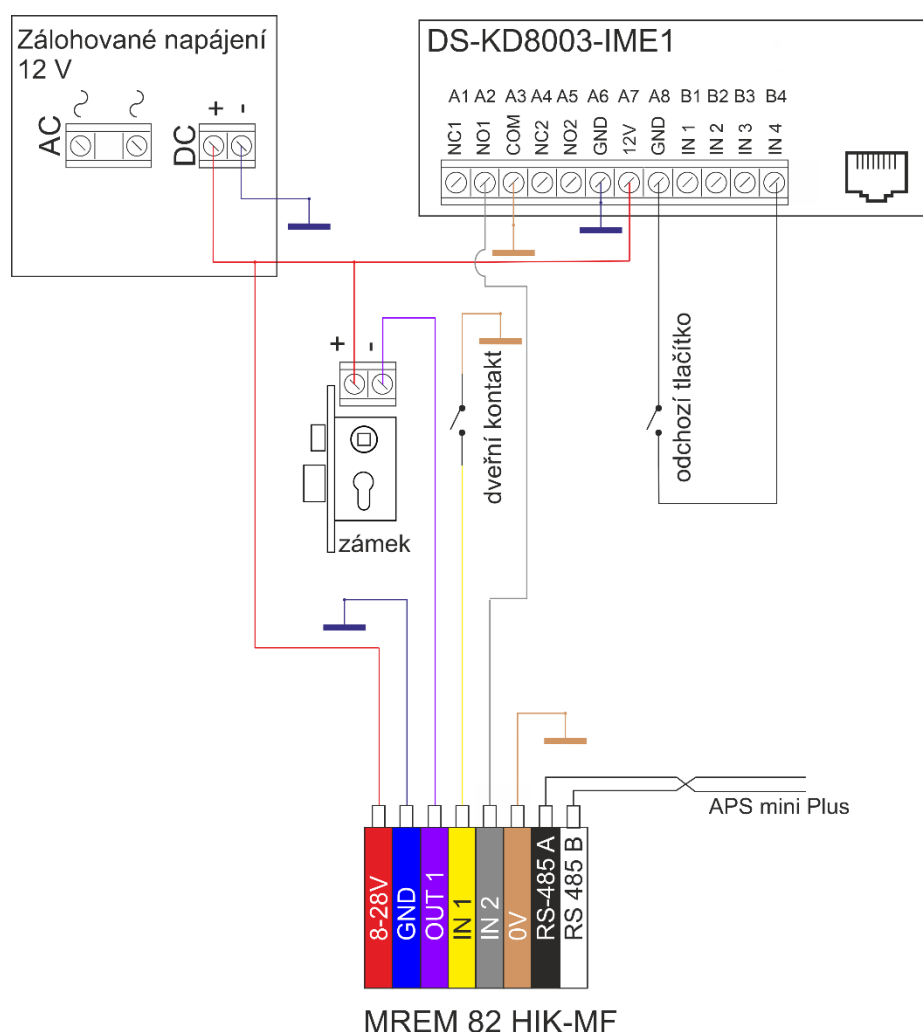 Zálohované napájení
12 V
AC
DC
+
-
DS-KD8003-IME1
A1 A2 A3 A4 A5 A6 A7 A8 B1 B2 B3 B4
NC1
NO1
COM
NC2
NO2
GND
12V
GND
IN 1
IN 2
IN 3
IN 4
+
-
zámek
dveřní kontakt
odchozí tlačítko
APS mini Plus
8-28V
GND
OUT 1
IN 1
IN 2
0V
RS-485 A
RS 485 B
MREM 82 HIK-MF